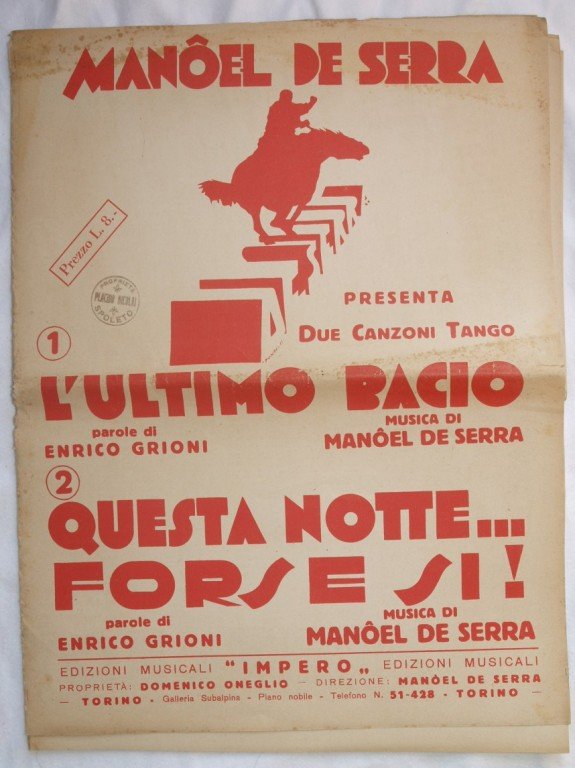 MANÔEL DE SERRA
Prezzo L. 8.-
PROPRIETÀ
SPOLETO
PRESENTA
DUE CANZONI TANGO
1
L'ULTIMO BACIO
parole di
ENRICO GRIONI
MUSICA DI
MANÔEL DE SERRA
2
QUESTA NOTTE...
FORSE SI!
parole di
ENRICO GRIONI
MUSICA DI
MANÔEL DE SERRA
EDIZIONI MUSICALI "IMPERO„ EDIZIONI MUSICALI
PROPRIETÀ: DOMENICO ONEGLIO — DIREZIONE: MANÔEL DE SERRA
— TORINO - Galleria Subalpina - Piano nobile - Telefono N. 51-428 - TORINO —